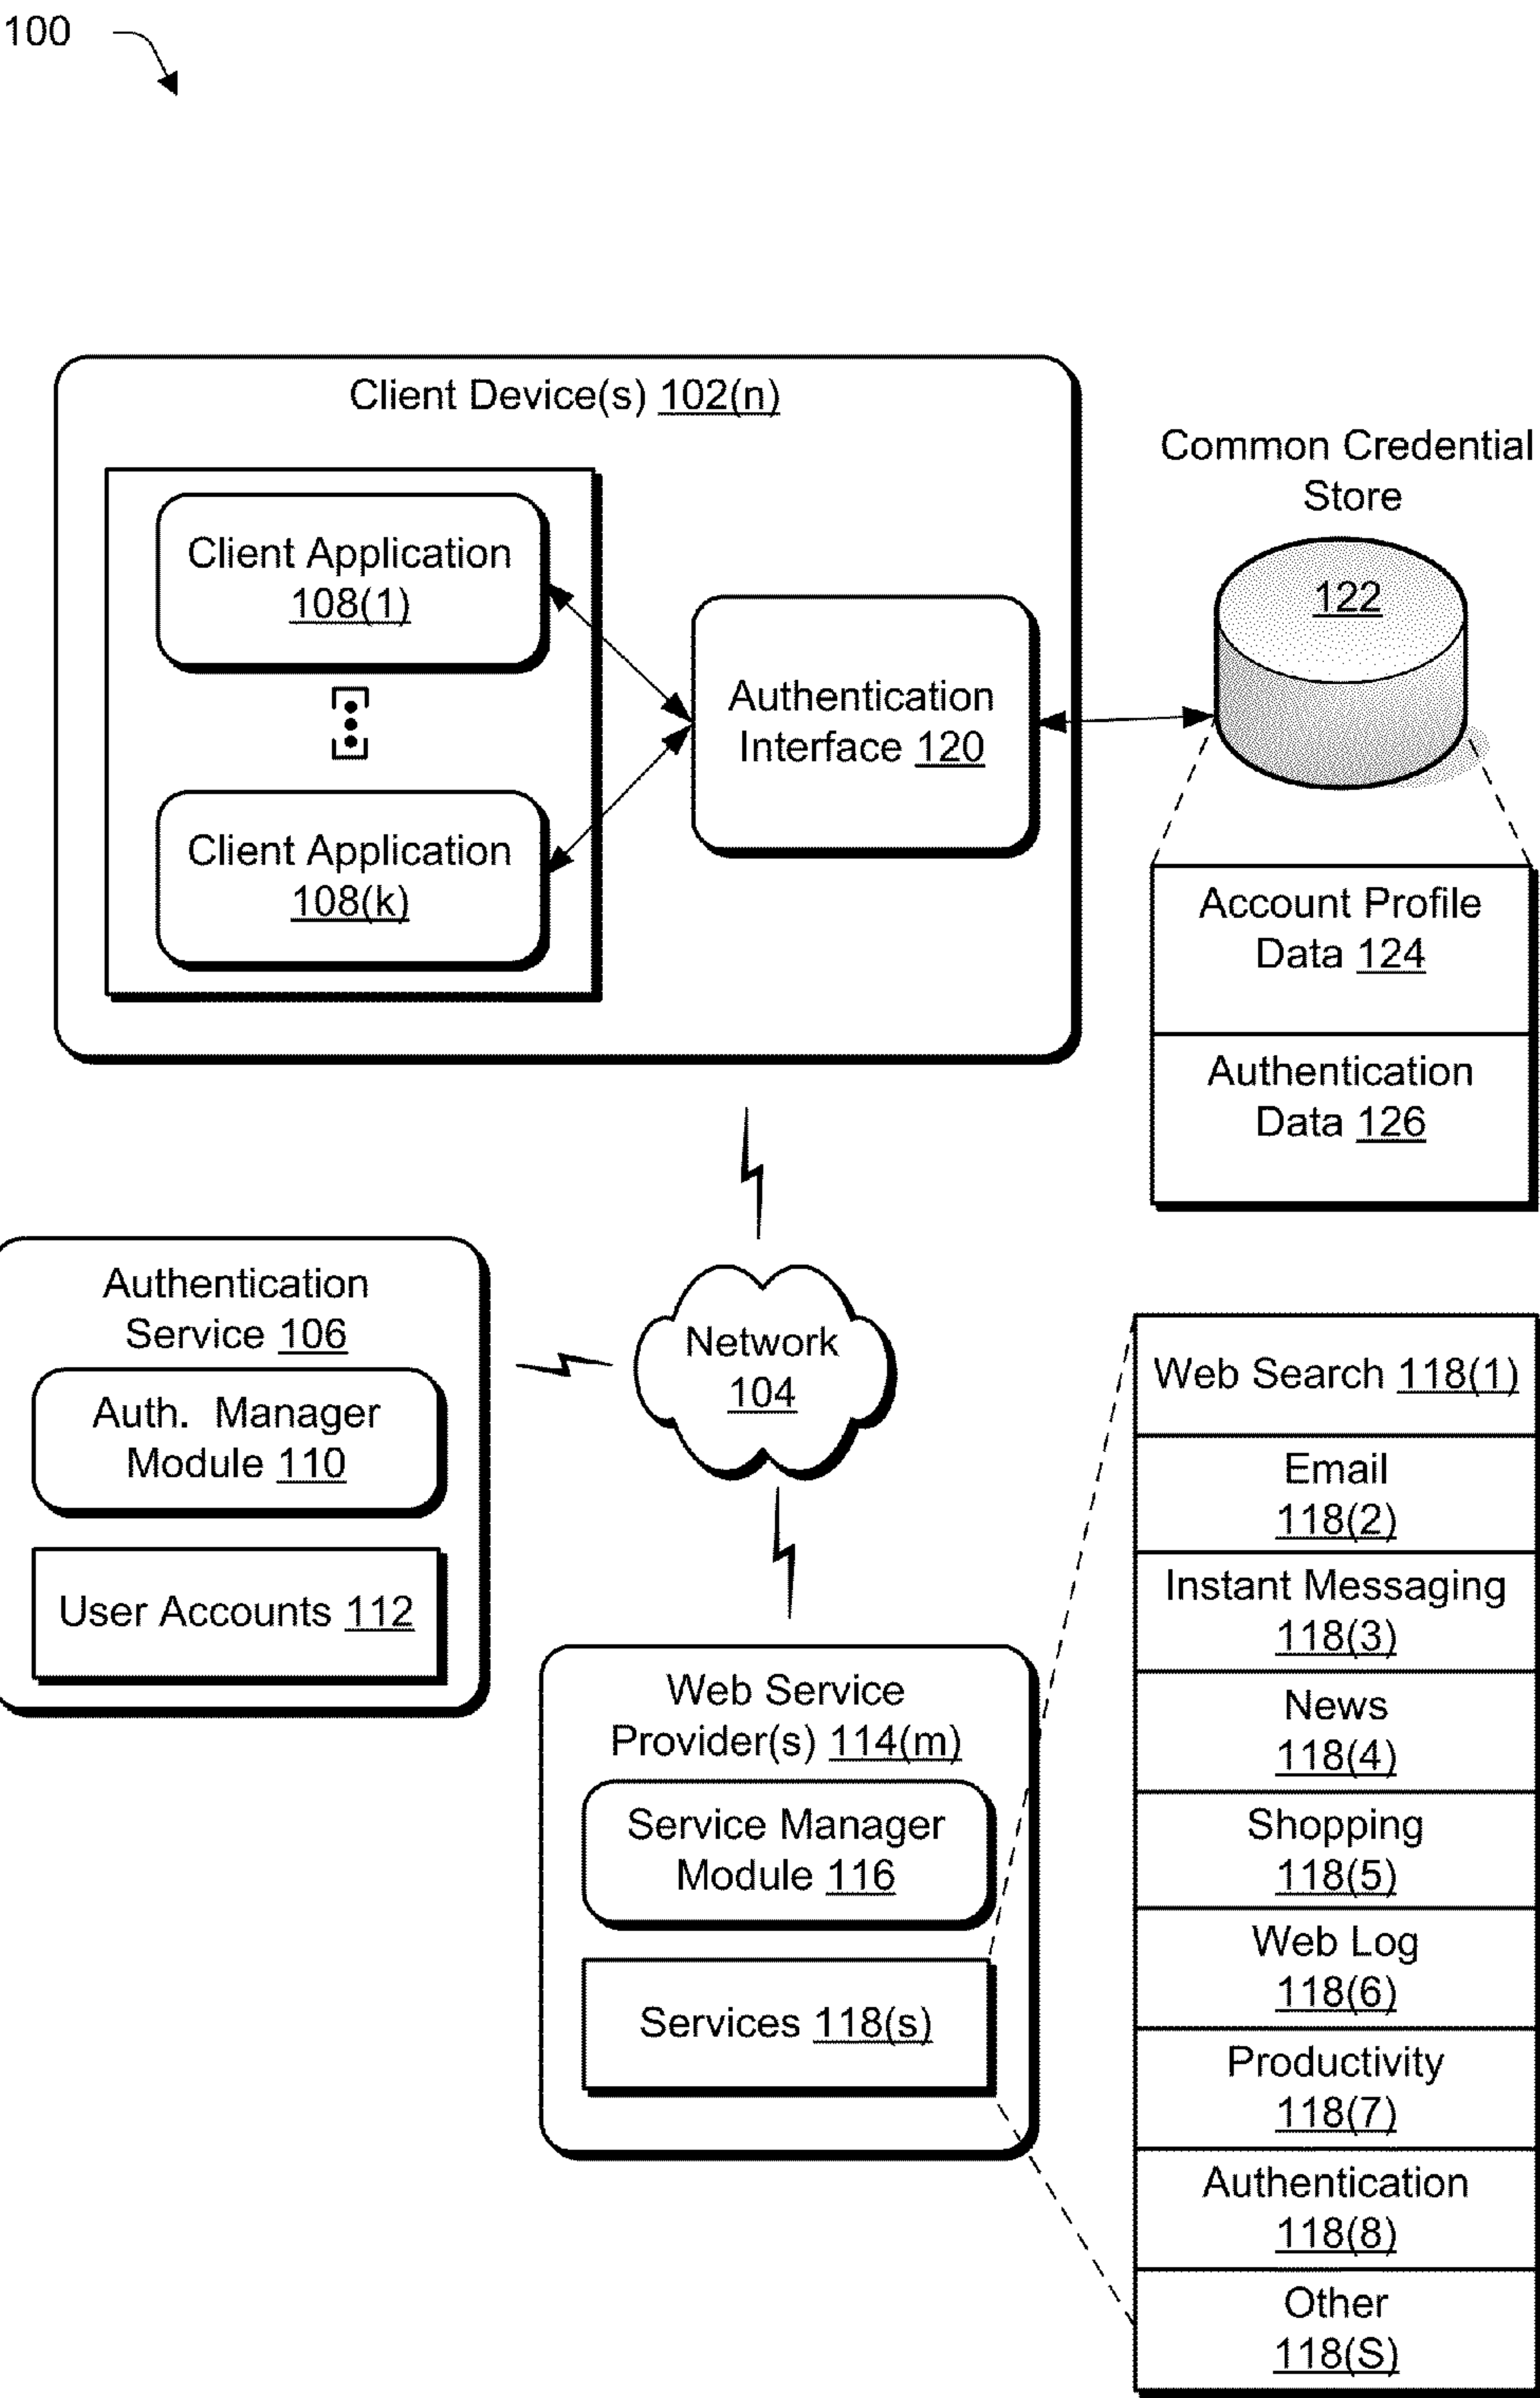 100
Client Device(s) 102(n)
Client Application
108(1)
Client Application
108(k)
Authentication
Interface 120
Common Credential
Store
122
Account Profile
Data 124
Authentication
Data 126
Authentication
Service 106
Auth. Manager
Module 110
User Accounts 112
Network
104
Web Service
Provider(s) 114(m)
Service Manager
Module 116
Services 118(s)
Web Search 118(1)
Email
118(2)
Instant Messaging
118(3)
News
118(4)
Shopping
118(5)
Web Log
118(6)
Productivity
118(7)
Authentication
118(8)
Other
118(S)